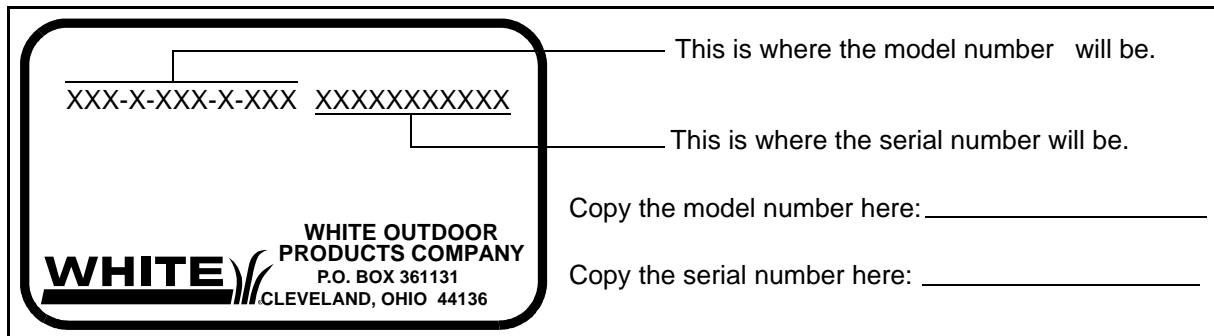 This is where the model number will be.
XXX-X-XXX-X-XXX XXXXXXXXXXX
This is where the serial number will be.
Copy the model number here:
Copy the serial number here:
WHITE
WHITE OUTDOOR
PRODUCTS COMPANY
P.O. BOX 361131
CLEVELAND, OHIO 44136